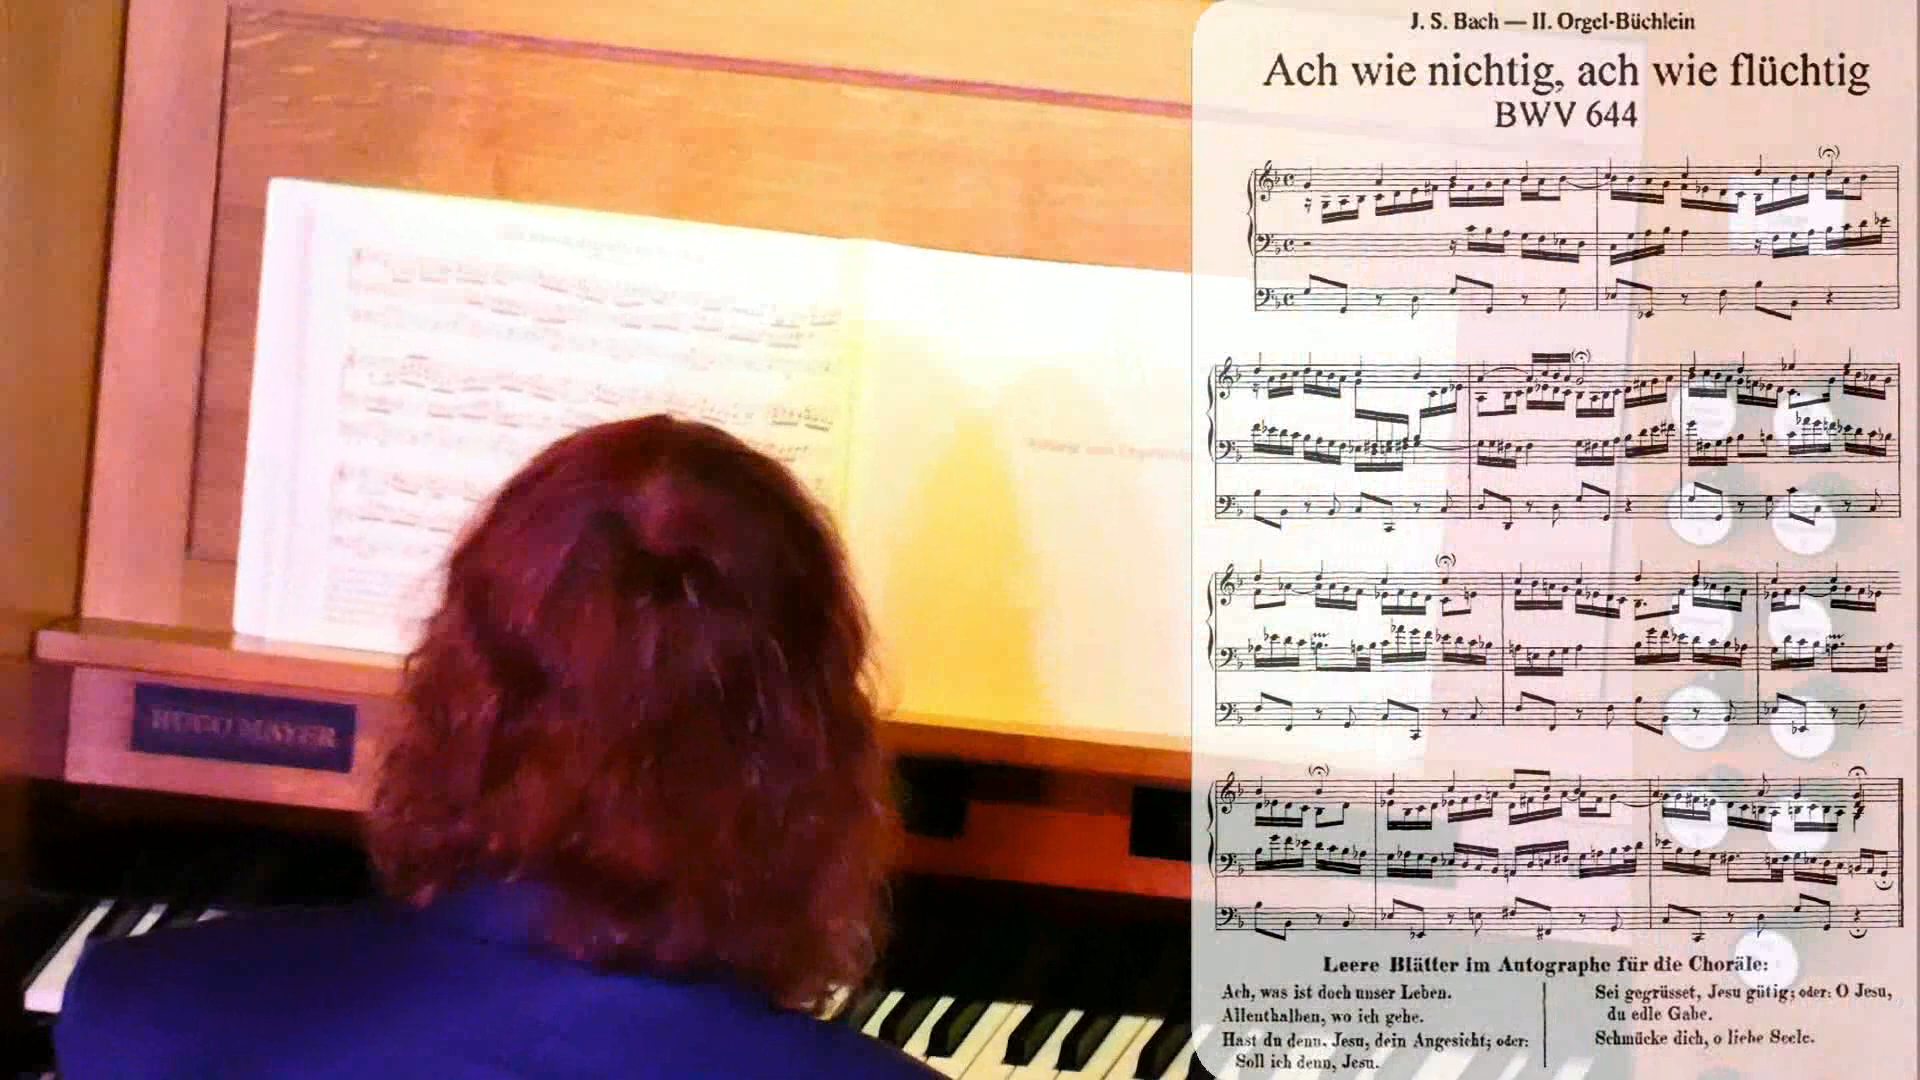 J. S. Bach — II. Orgel-Büchlein
Ach wie nichtig, ach wie flüchtig
BWV 644
HUGO MAYER
Leere Blätter im Autographe für die Choräle:
Ach, was ist doch unser Leben.
Allenthalben, wo ich gehe.
Hast du denn, Jesu, dein Angesicht; oder:
Soll ich denn, Jesu.
Sei gegrüsset, Jesu gütig; oder: O Jesu,
du edle Gabe.
Schmücke dich, o liebe Seele.